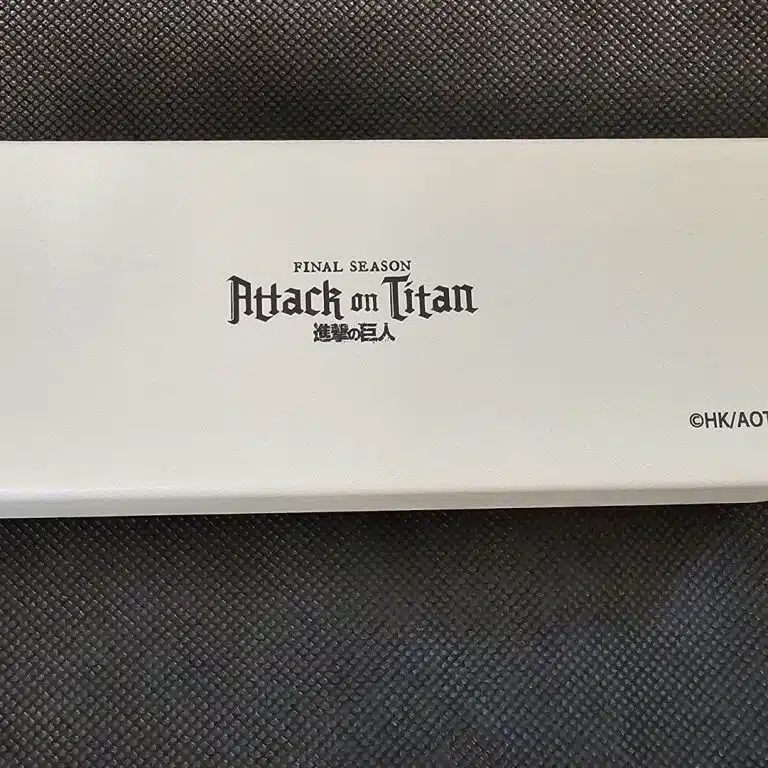 FINAL SEASON
Attack on Titan
進撃の巨人
©HK/AOT